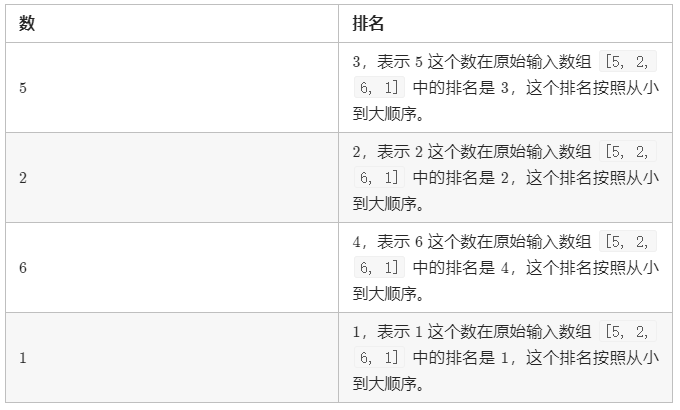 数 排名
5
3，表示 5 这个数在原始输入数组 [5, 2,
6, 1] 中的排名是 3，这个排名按照从小
到大顺序。
2
2，表示 2 这个数在原始输入数组 [5, 2,
6, 1] 中的排名是 2，这个排名按照从小
到大顺序。
6
4，表示 6 这个数在原始输入数组 [5, 2,
6, 1] 中的排名是 4，这个排名按照从小
到大顺序。
1
1，表示 1 这个数在原始输入数组 [5, 2,
6, 1] 中的排名是 1，这个排名按照从小
到大顺序。